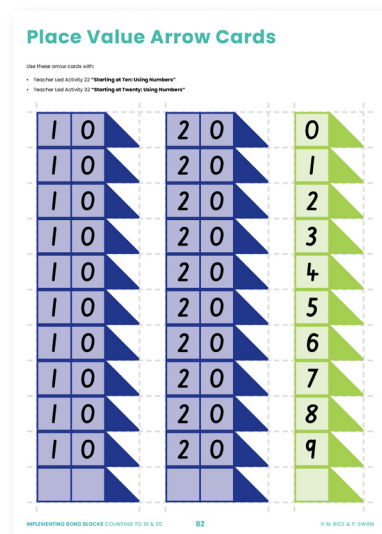 Place Value Arrow Cards
Use these arrow cards with:
• Teacher Led Activity 22 "Starting at Ten: Using Numbers"
• Teacher Led Activity 32 "Starting at Twenty: Using Numbers"
1 0 2 0 0
1 0 2 0 1
1 0 2 0 2
1 0 2 0 3
1 0 2 0 4
1 0 2 0 5
1 0 2 0 6
1 0 2 0 7
1 0 2 0 8
1 0 2 0 9
IMPLEMENTING BOND BLOCKS COUNTING TO 10 & 20 82 © N. RICE & P. SWAN